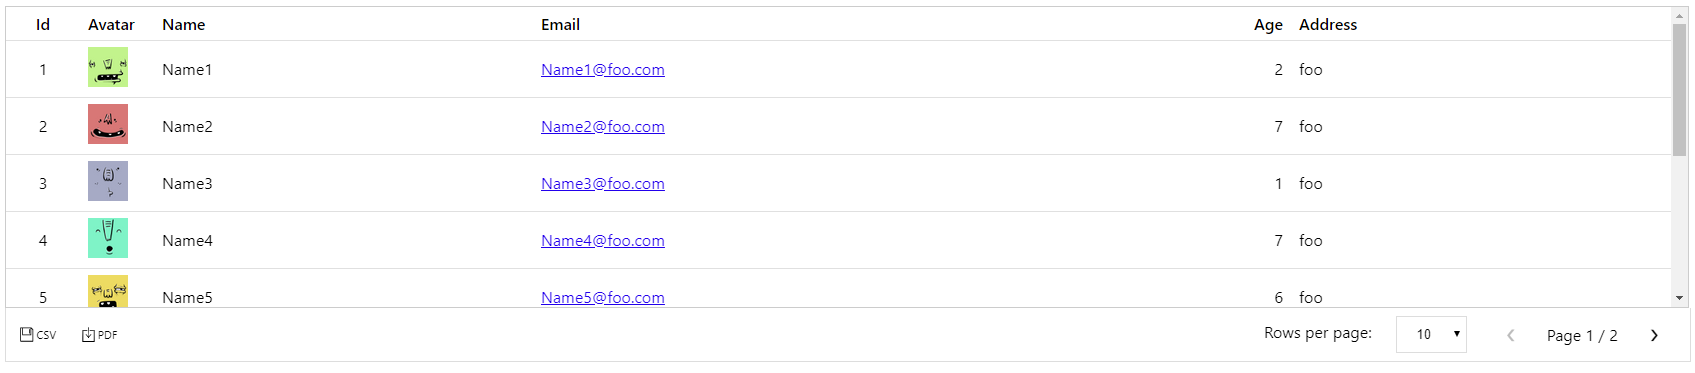 Id Avatar Name Email Age Address
1 Name1 Name1@foo.com 2 foo
2 Name2 Name2@foo.com 7 foo
3 Name3 Name3@foo.com 1 foo
4 Name4 Name4@foo.com 7 foo
5 Name5 Name5@foo.com 6 foo
CSV PDF Rows per page: 10 Page 1 / 2